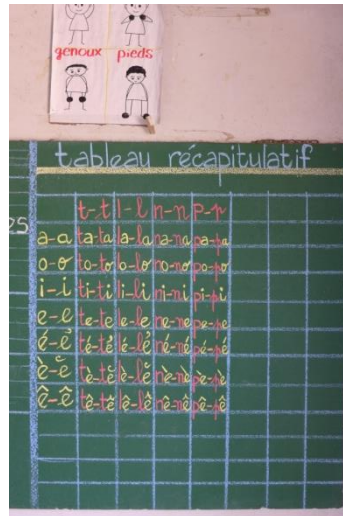 genoux pieds
tableau récapitulatif
t-t l-l n-n p-p
es
a-a ta-ta la-la na-na pa-pa
o-o to-to lo-lo no-no po-po
i-i ti-ti li-li ni-ni pi-pi
e-e te-te le-le ne-ne pe-pe
é-é té-té lé-lé né-né pé-pé
è-è tè-tè lè-lè nè-nè pè-pè
ê-ê tê-tê lê-lê nê-nê pê-pê